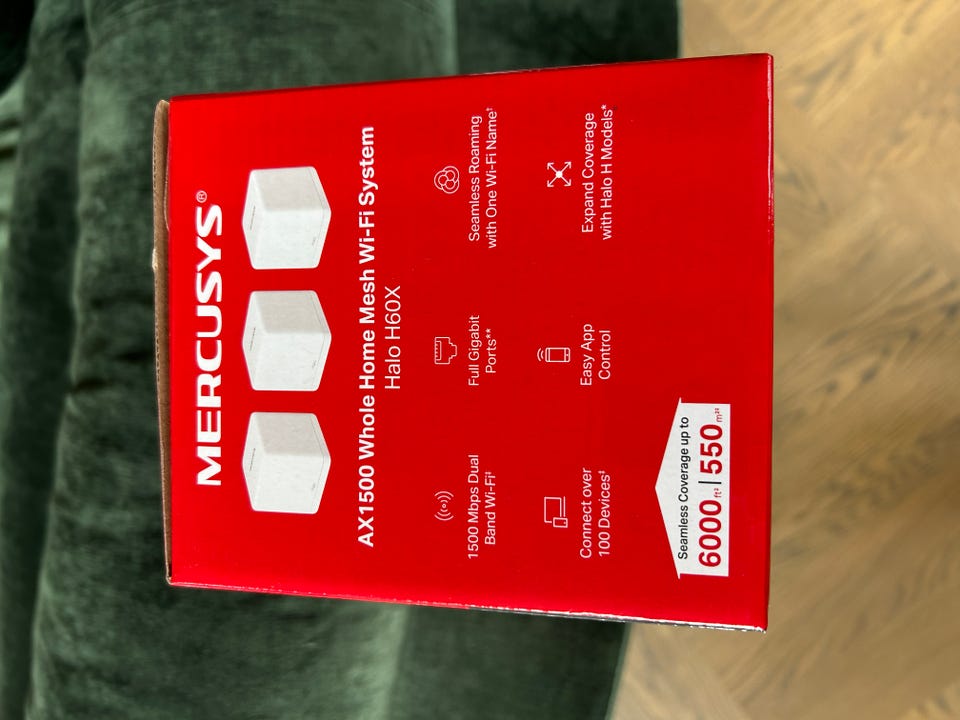 MERCUSYS®
AX1500 Whole Home Mesh Wi-Fi System
Halo H60X
1500 Mbps Dual
Band Wi-Fi‡
Full Gigabit
Ports**
Seamless Roaming
with One Wi-Fi Name†
Connect over
100 Devices‡
Easy App
Control
Expand Coverage
with Halo H Models*
Seamless Coverage up to
6000 ft² | 550 m²‡